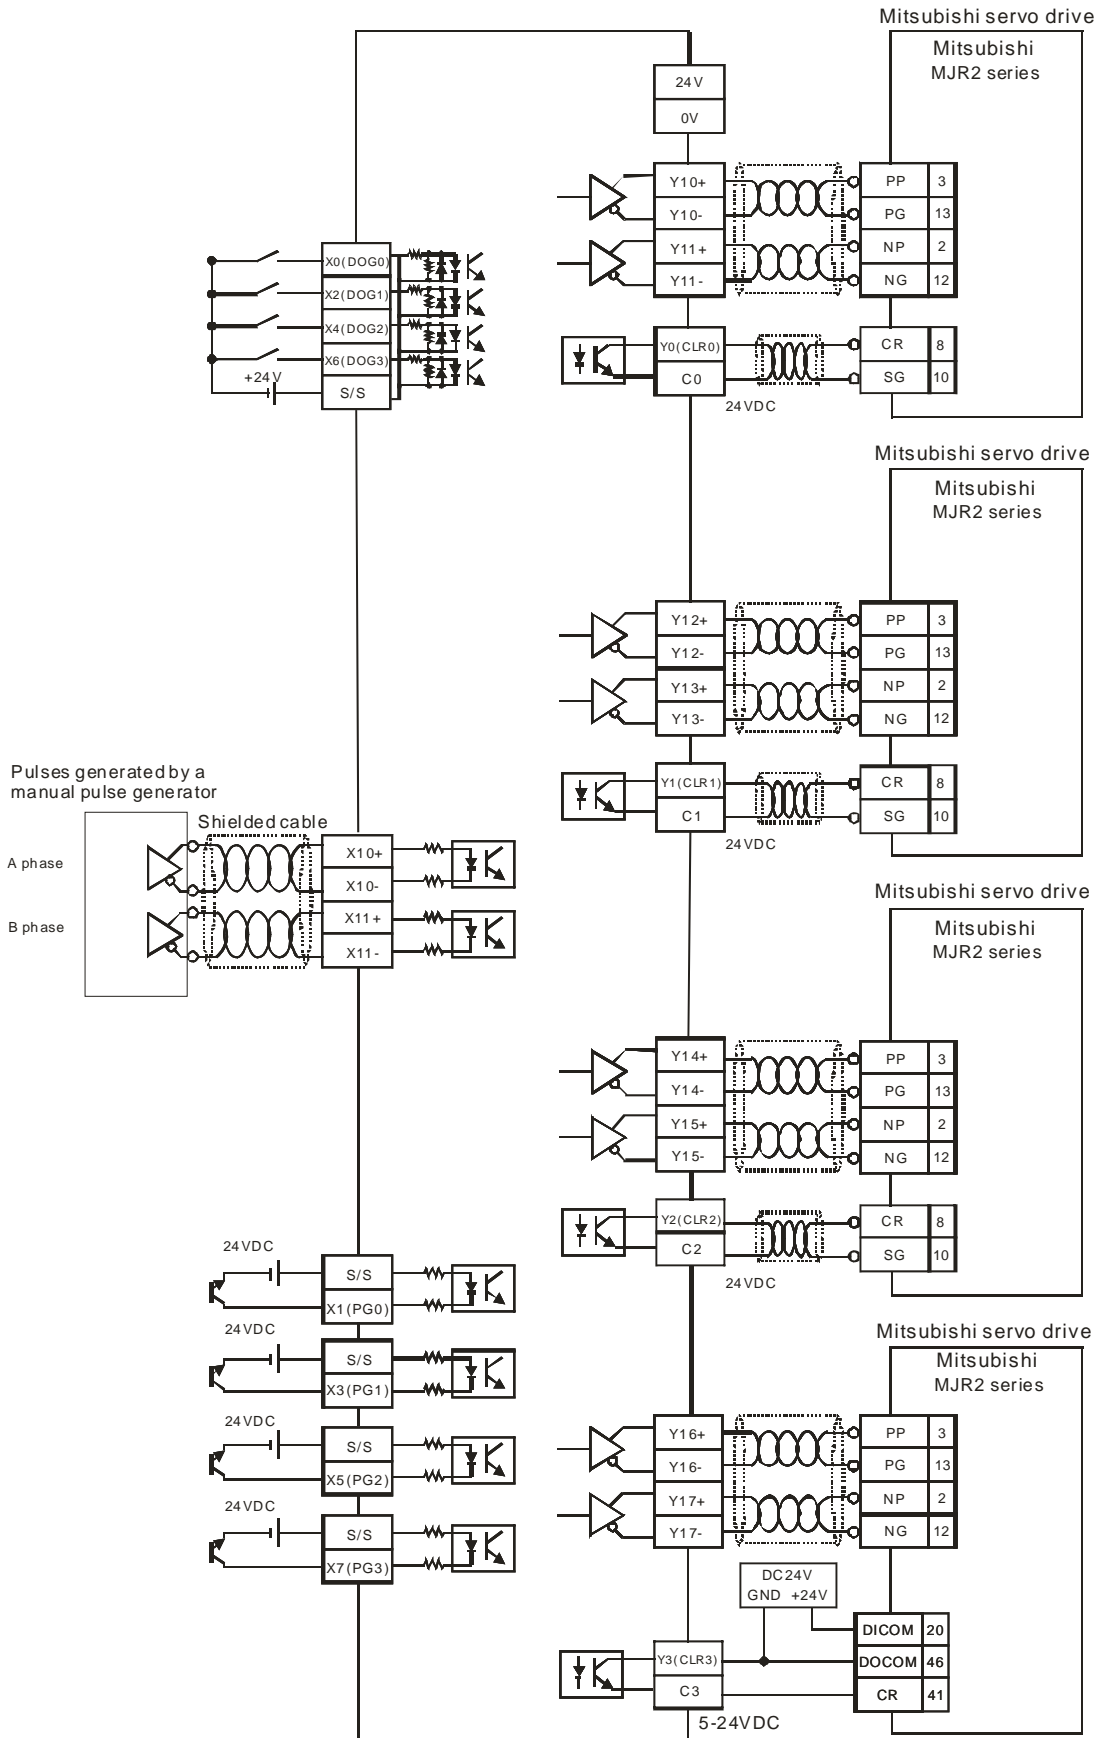 Mitsubishi servo drive
Mitsubishi
MJR2 series
24V
0V
Y10+
PP 3
Y10-
PG 13
Y11+
NP 2
Y11-
NG 12
X0(DOG0)
X2(DOG1)
X4(DOG2)
X6(DOG3)
+24V
S/S
Y0(CLR0)
CR 8
C0
SG 10
24VDC
Mitsubishi servo drive
Mitsubishi
MJR2 series
Y12+
PP 3
Y12-
PG 13
Y13+
NP 2
Y13-
NG 12
Y1(CLR1)
CR 8
C1
SG 10
24VDC
Pulses generated by a
manual pulse generator
Shielded cable
A phase
B phase
X10+
X10-
X11+
X11-
Mitsubishi servo drive
Mitsubishi
MJR2 series
Y14+
PP 3
Y14-
PG 13
Y15+
NP 2
Y15-
NG 12
Y2(CLR2)
CR 8
C2
SG 10
24VDC
24VDC
S/S
X1(PG0)
24VDC
S/S
X3(PG1)
24VDC
S/S
X5(PG2)
24VDC
S/S
X7(PG3)
Mitsubishi servo drive
Mitsubishi
MJR2 series
Y16+
PP 3
Y16-
PG 13
Y17+
NP 2
Y17-
NG 12
DC24V
GND +24V
DICOM 20
Y3(CLR3)
DOCOM 46
C3
CR 41
5-24VDC